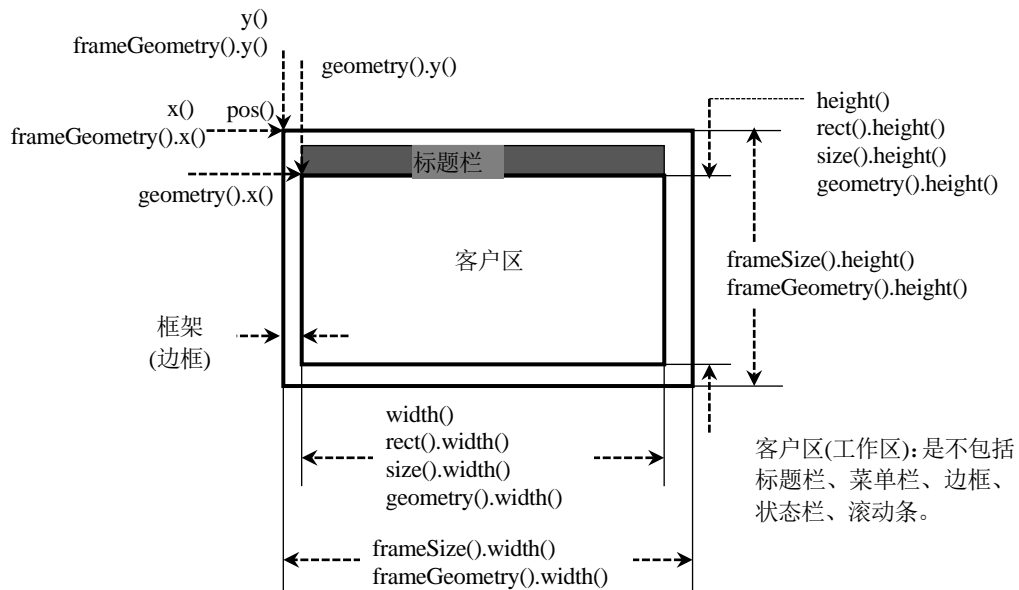 y()
frameGeometry().y()
geometry().y()
x() pos()
frameGeometry().x()
geometry().x()
标题栏
客户区
框架
(边框)
height()
rect().height()
size().height()
geometry().height()
frameSize().height()
frameGeometry().height()
width()
rect().width()
size().width()
geometry().width()
frameSize().width()
frameGeometry().width()
客户区(工作区):是不包括
标题栏、菜单栏、边框、
状态栏、滚动条。